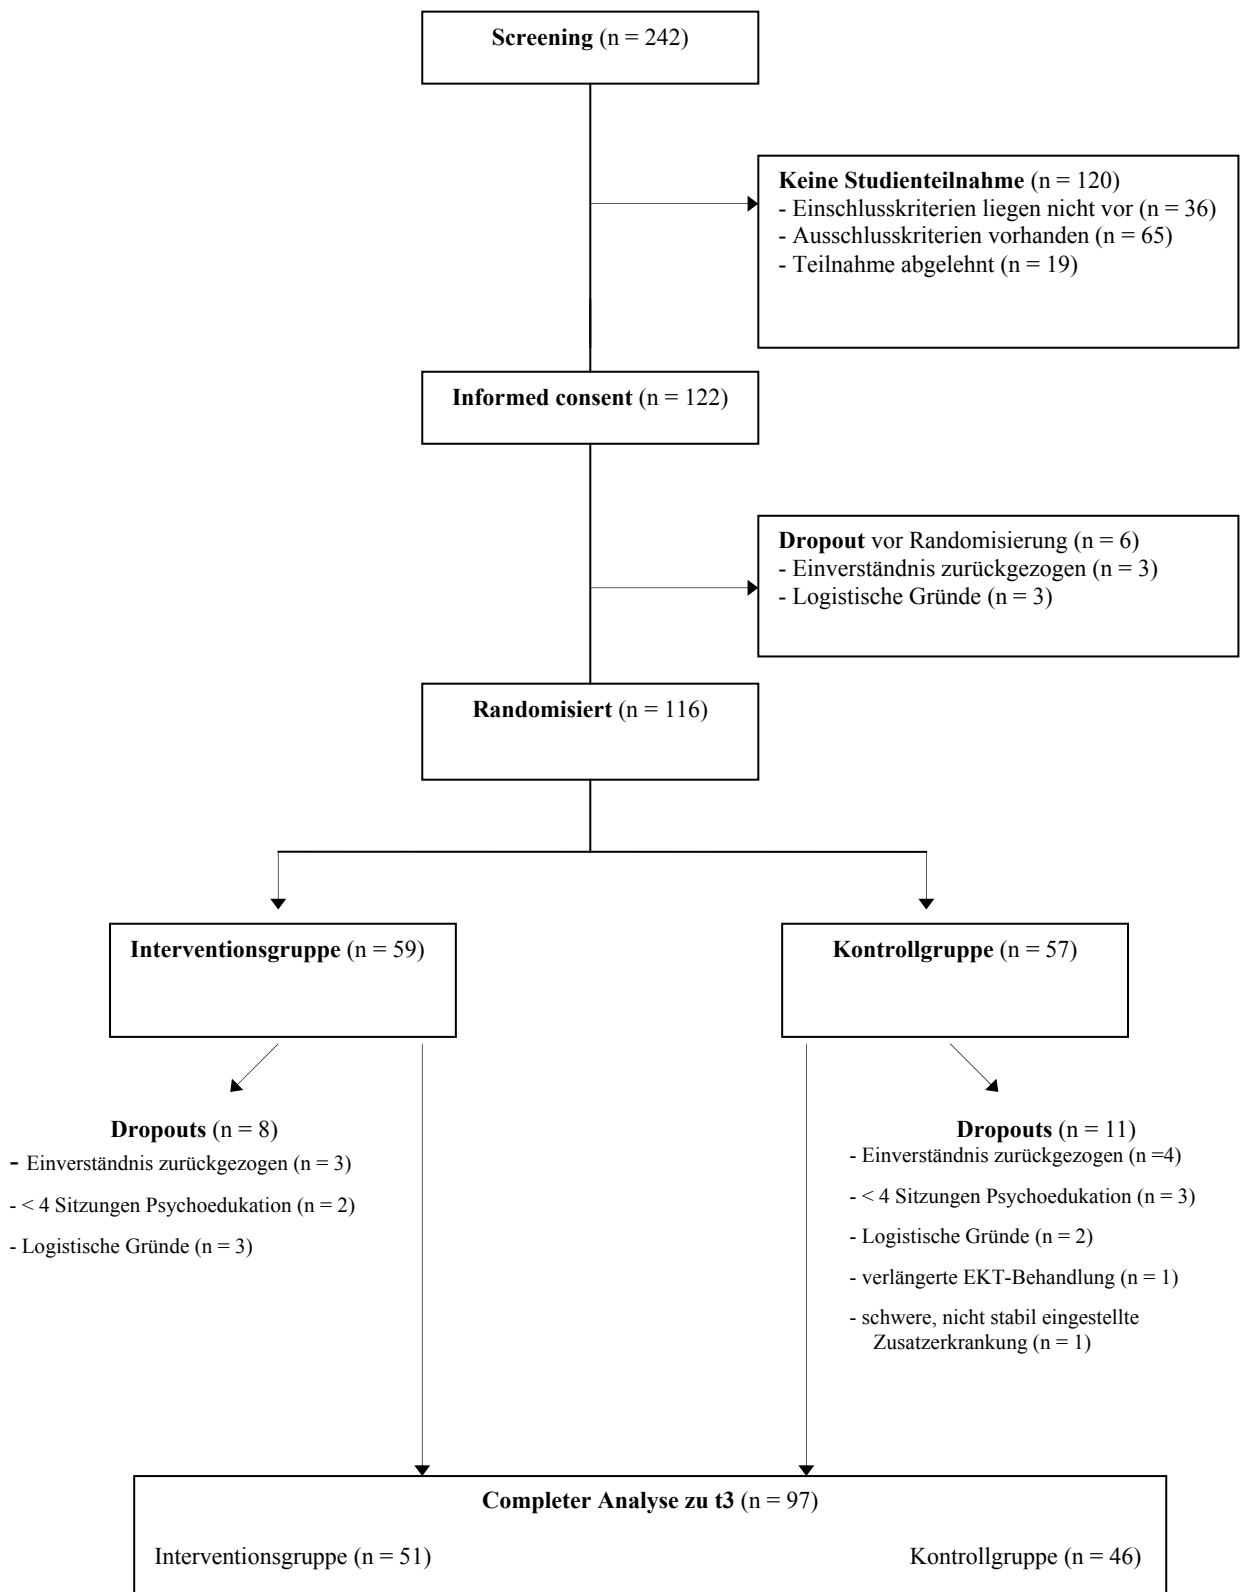 Screening (n = 242)
Keine Studienteilnahme (n = 120)
- Einschlusskriterien liegen nicht vor (n = 36)
- Ausschlusskriterien vorhanden (n = 65)
- Teilnahme abgelehnt (n = 19)
Informed consent (n = 122)
Dropout vor Randomisierung (n = 6)
- Einverständnis zurückgezogen (n = 3)
- Logistische Gründe (n = 3)
Randomisiert (n = 116)
Interventionsgruppe (n = 59)
Kontrollgruppe (n = 57)
Dropouts (n = 8)
- Einverständnis zurückgezogen (n = 3)
- < 4 Sitzungen Psychoedukation (n = 2)
- Logistische Gründe (n = 3)
Dropouts (n = 11)
- Einverständnis zurückgezogen (n =4)
- < 4 Sitzungen Psychoedukation (n = 3)
- Logistische Gründe (n = 2)
- verlängerte EKT-Behandlung (n = 1)
- schwere, nicht stabil eingestellte
Zusatzerkrankung (n = 1)
Completer Analyse zu t3 (n = 97)
Interventionsgruppe (n = 51)
Kontrollgruppe (n = 46)